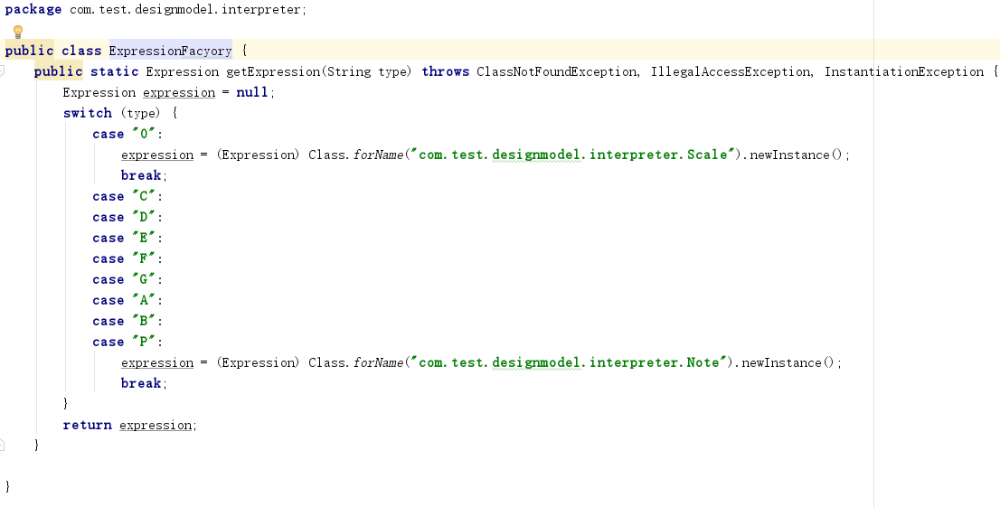 package com.test.designmodel.interpreter;
public class ExpressionFacyory {
    public static Expression getExpression(String type) throws ClassNotFoundException, IllegalAccessException, InstantiationException {
        Expression expression = null;
        switch (type) {
            case "O":
                expression = (Expression) Class.forName("com.test.designmodel.interpreter.Scale").newInstance();
                break;
            case "C":
            case "D":
            case "E":
            case "F":
            case "G":
            case "A":
            case "B":
            case "P":
                expression = (Expression) Class.forName("com.test.designmodel.interpreter.Note").newInstance();
                break;
        }
        return expression;
    }
}